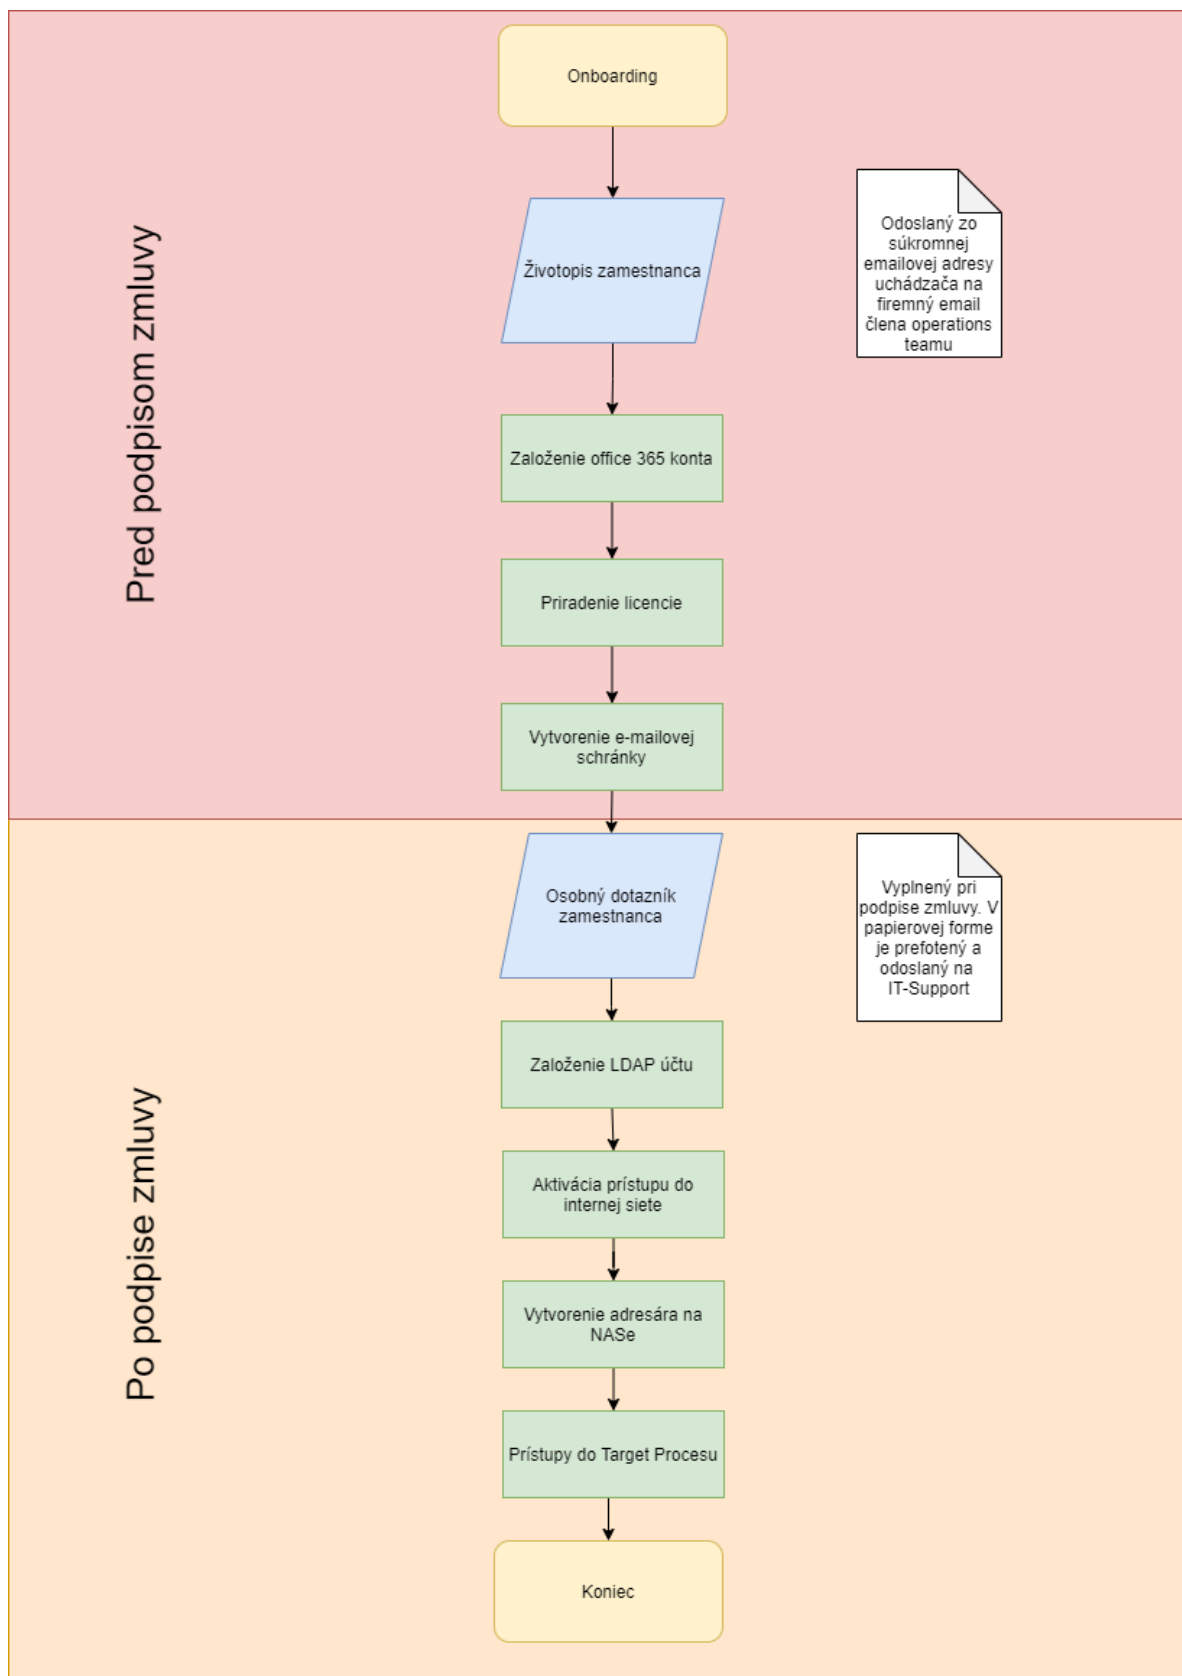 Onboarding
Pred podpisom zmluvy
Životopis zamestnanca
Odoslaný zo
súkromnej
emailovej adresy
uchádzača na
firemný email
člena operations
teamu
Založenie office 365 konta
Priradenie licencie
Vytvorenie e-mailovej
schránky
Po podpise zmluvy
Osobný dotazník
zamestnanca
Vyplnený pri
podpise zmluvy. V
papierovej forme
je prefotený a
odoslaný na
IT-Support
Založenie LDAP účtu
Aktivácia prístupu do
internej siete
Vytvorenie adresára na
NASe
Prístupy do Target Procesu
Koniec